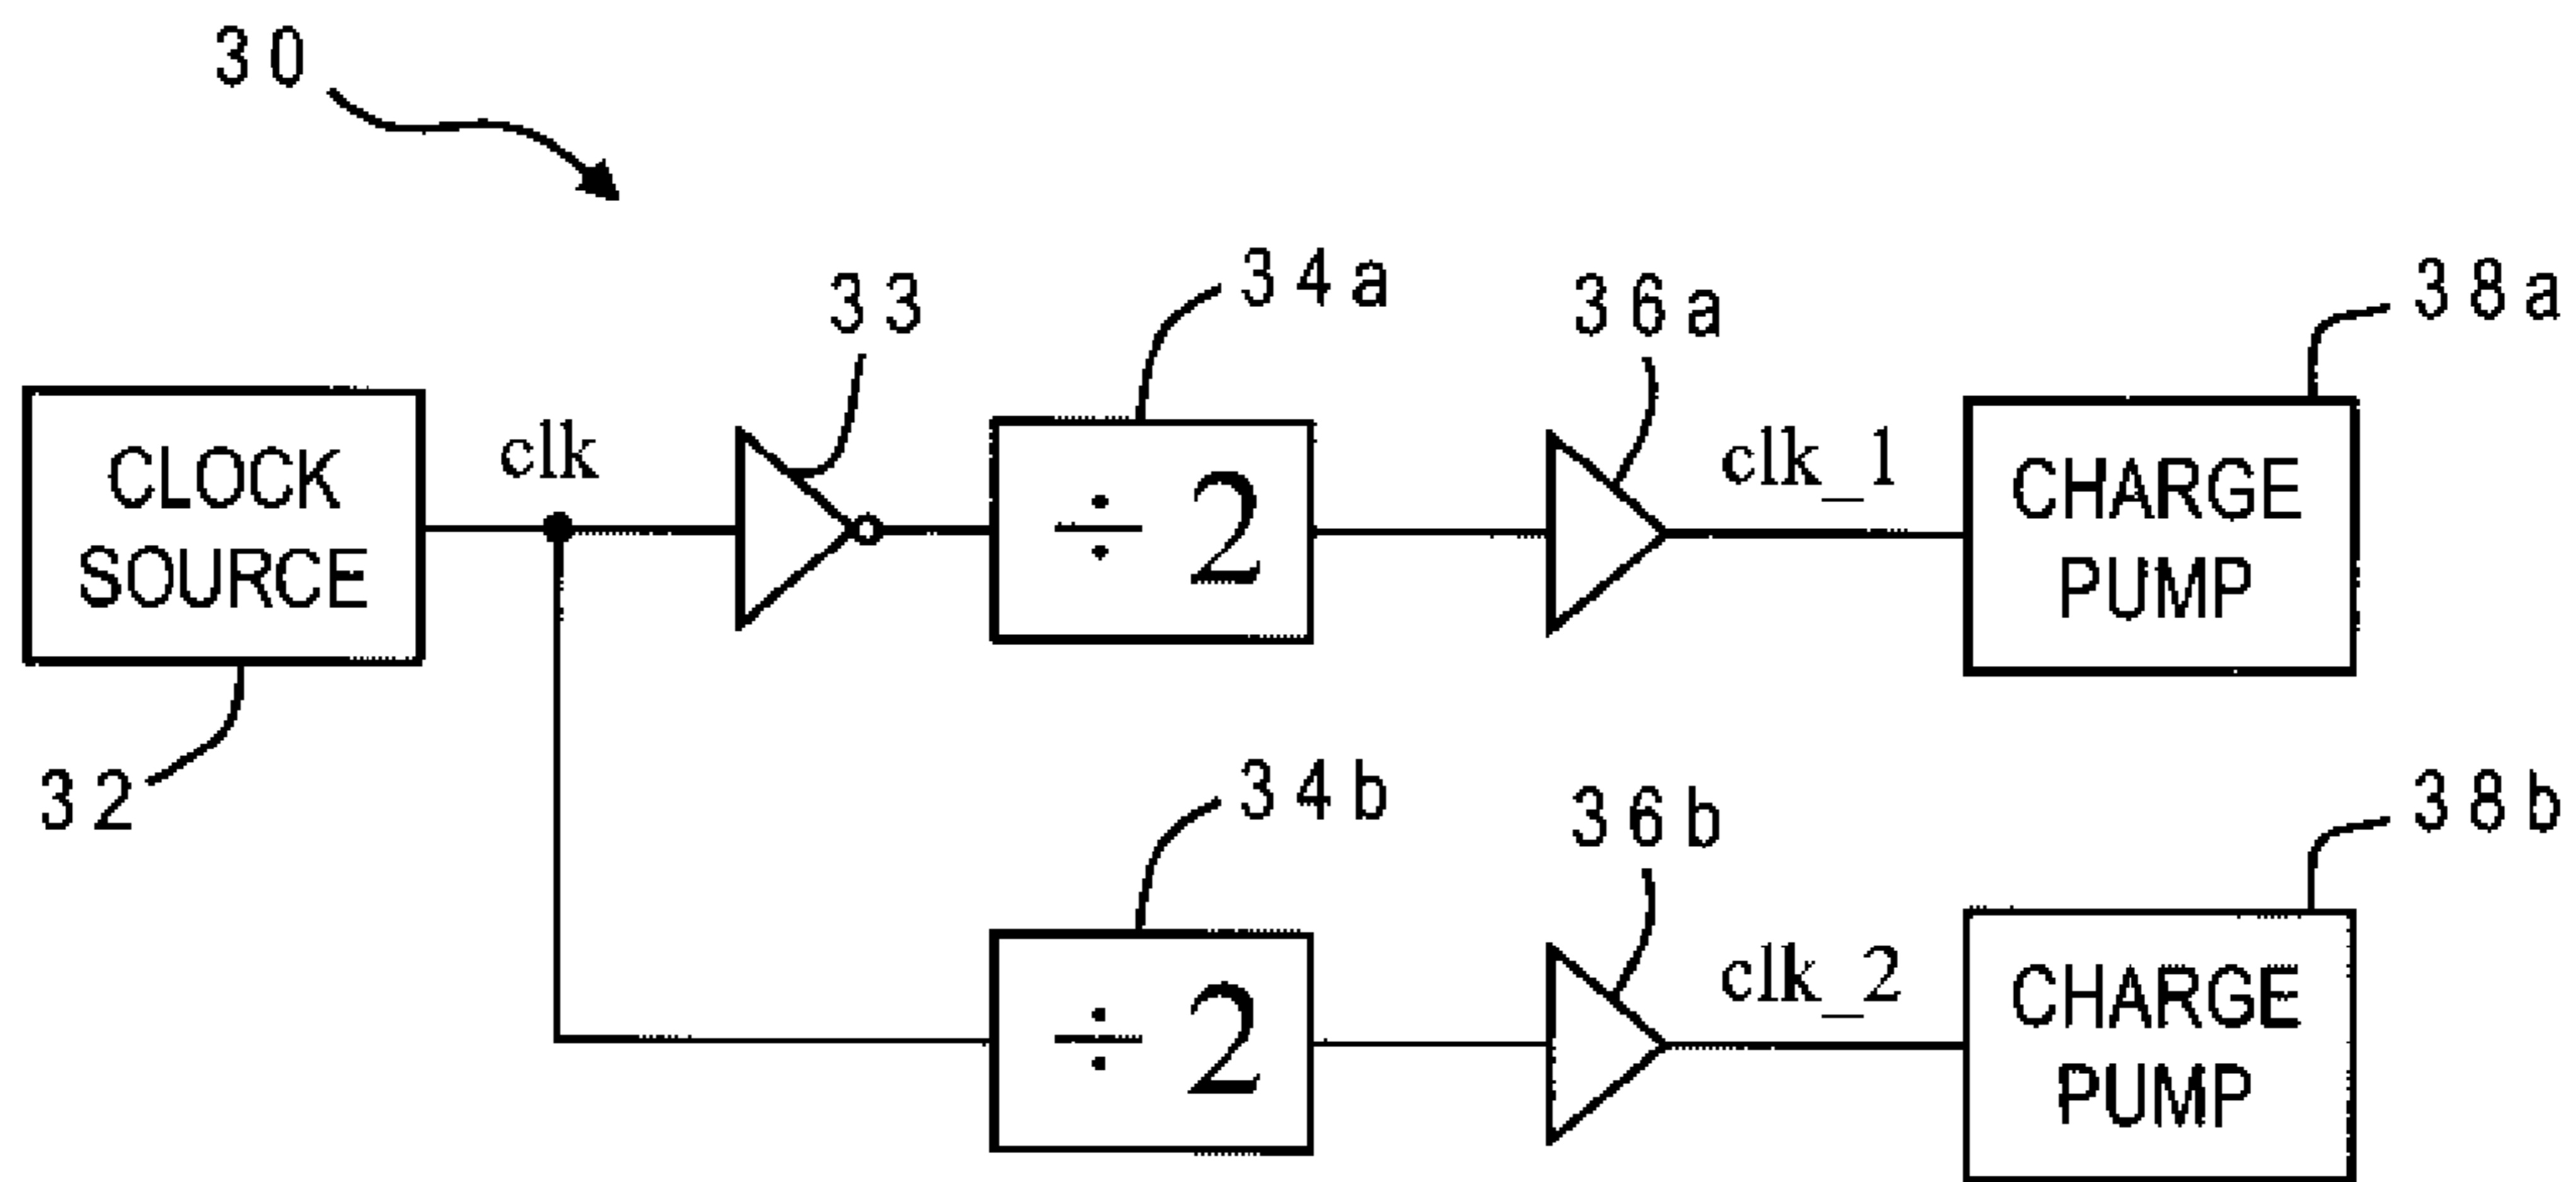 30
33
34a
36a
38a
CLOCK
SOURCE
clk
÷ 2
clk_1
CHARGE
PUMP
32
34b
36b
38b
÷ 2
clk_2
CHARGE
PUMP